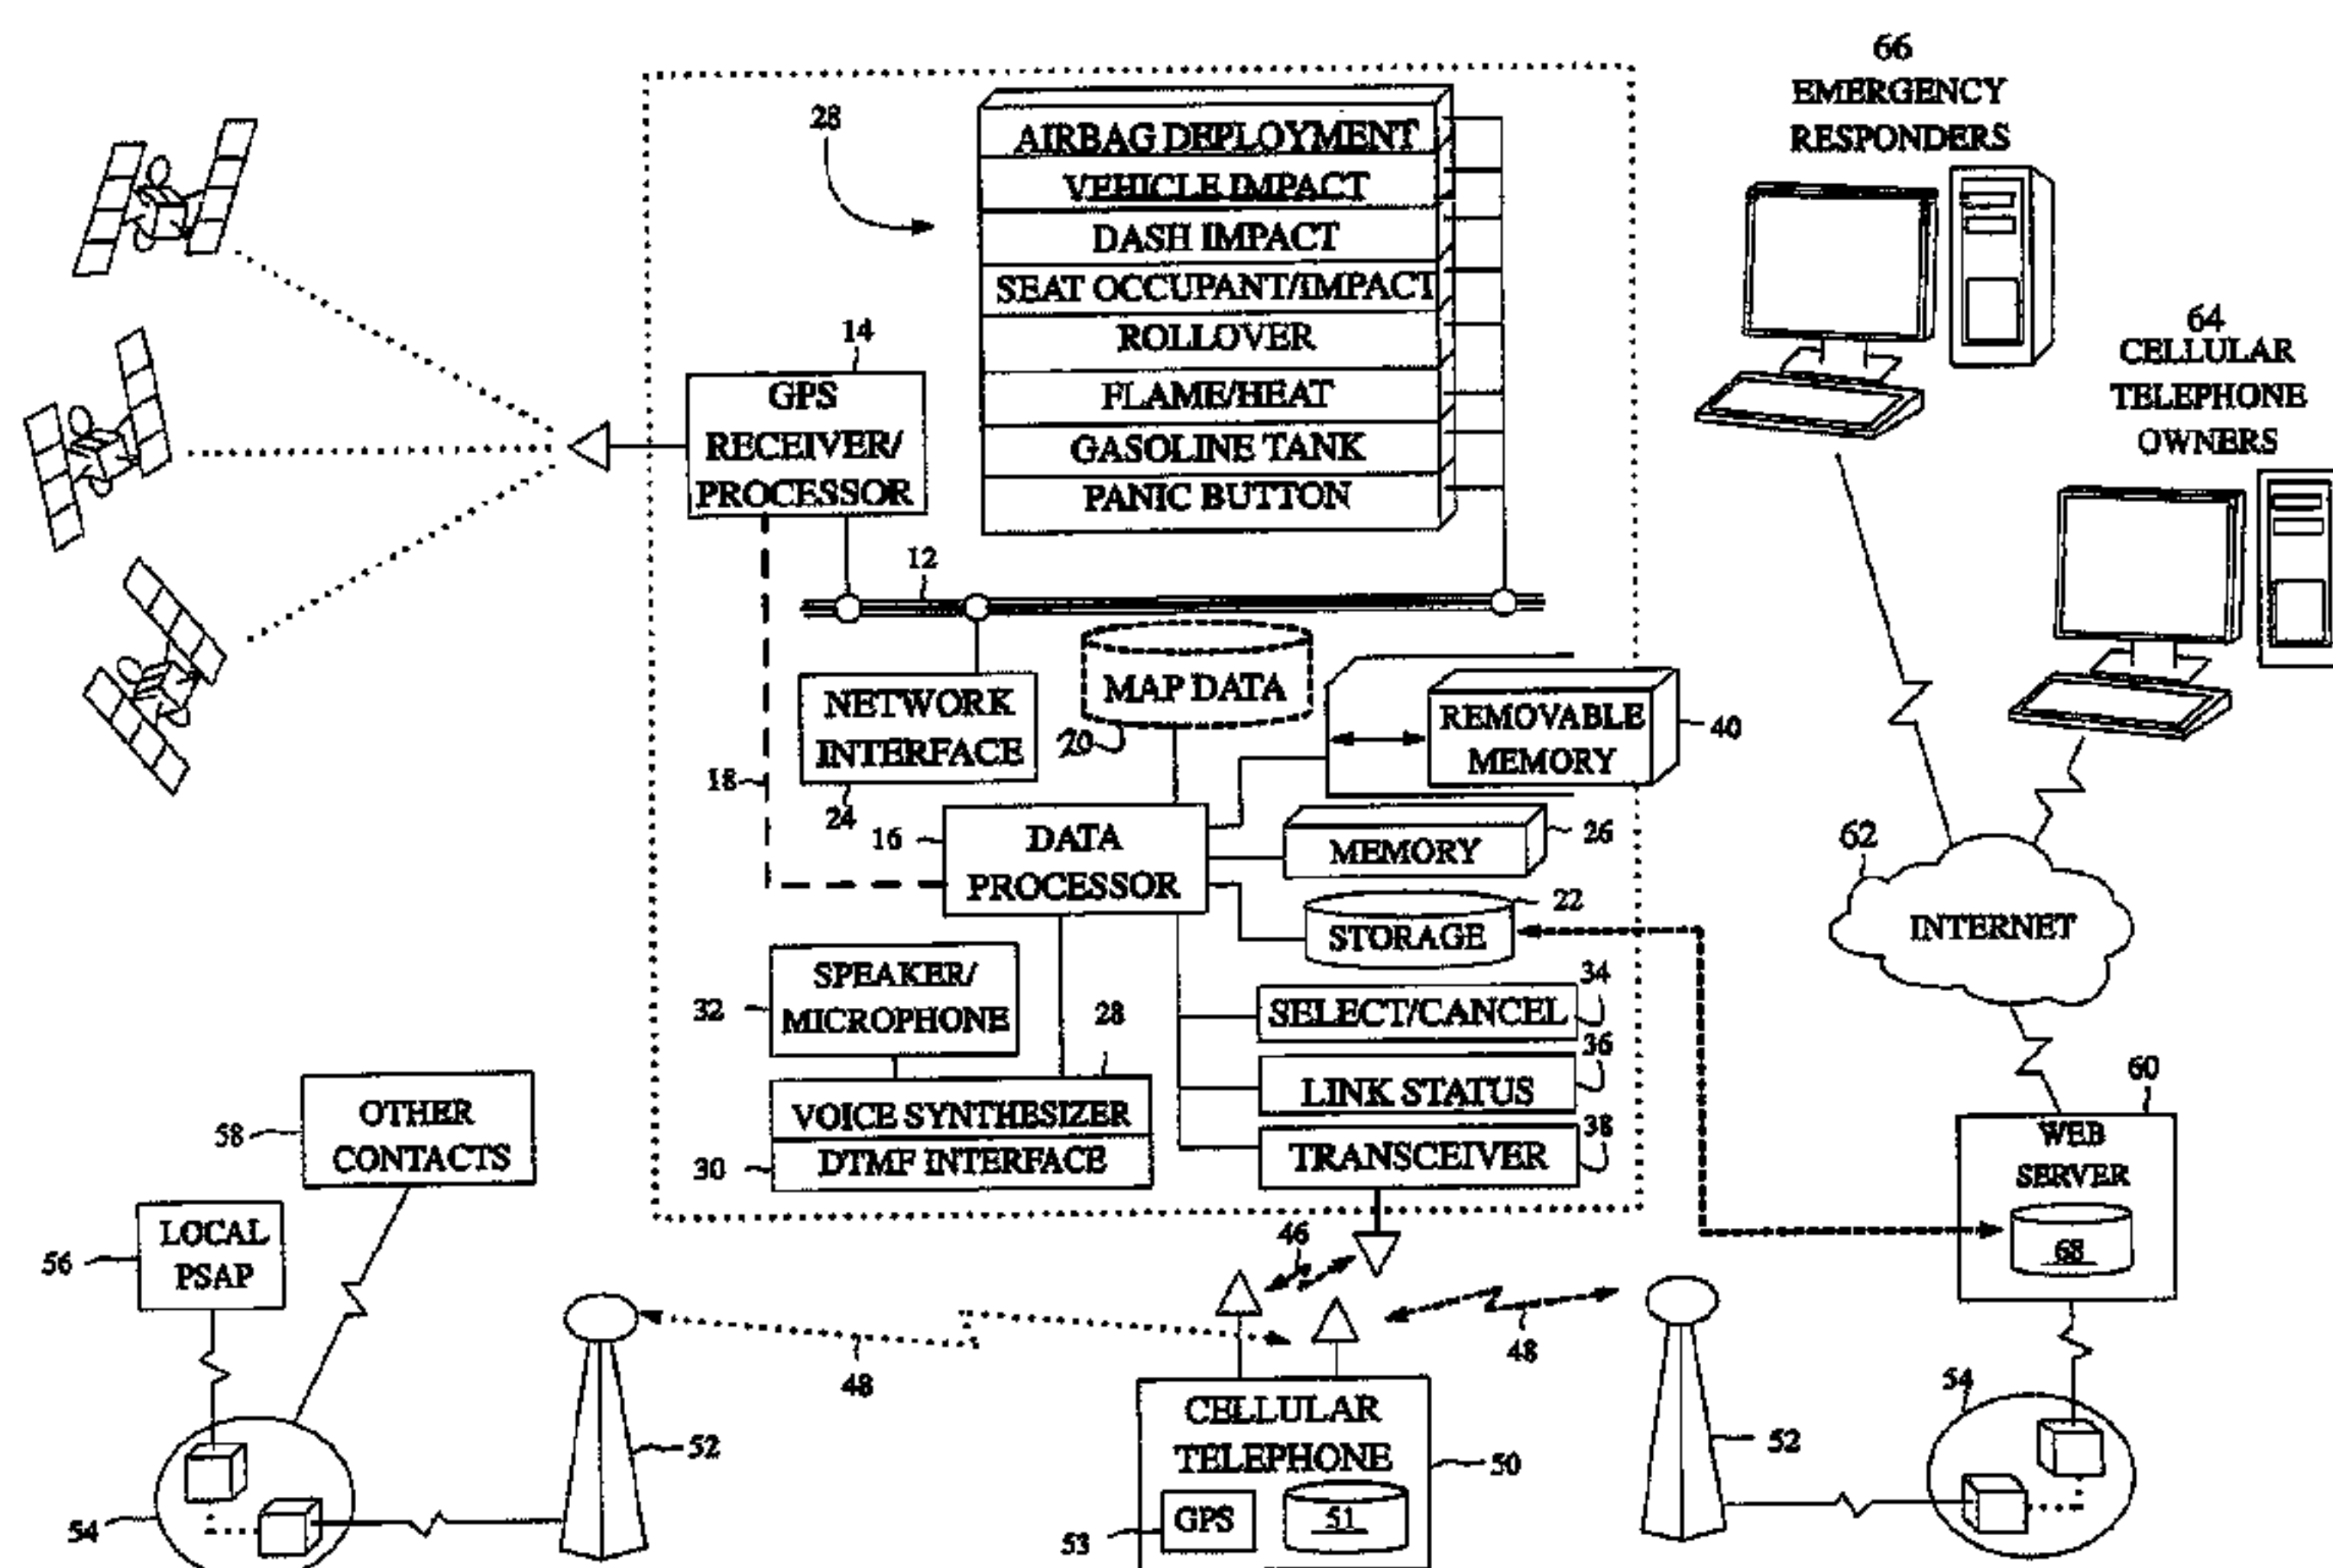 66
EMERGENCY
RESPONDERS
28
AIRBAG DEPLOYMENT
VEHICLE IMPACT
DASH IMPACT
SEAT OCCUPANT/IMPACT
ROLLOVER
FLAME/HEAT
GASOLINE TANK
PANIC BUTTON
64
CELLULAR
TELEPHONE
OWNERS
14
GPS
RECEIVER/
PROCESSOR
12
NETWORK
INTERFACE
24
MAP DATA
20
REMOVABLE
MEMORY
40
18
16
DATA
PROCESSOR
MEMORY
26
22
STORAGE
62
INTERNET
SPEAKER/
MICROPHONE
32
28
VOICE SYNTHESIZER
DTMF INTERFACE
30
34
SELECT/CANCEL
36
LINK STATUS
38
TRANSCEIVER
60
WEB
SERVER
68
OTHER
CONTACTS
58
LOCAL
PSAP
56
46
48
48
52
54
CELLULAR
TELEPHONE
50
GPS
53
51
52
54